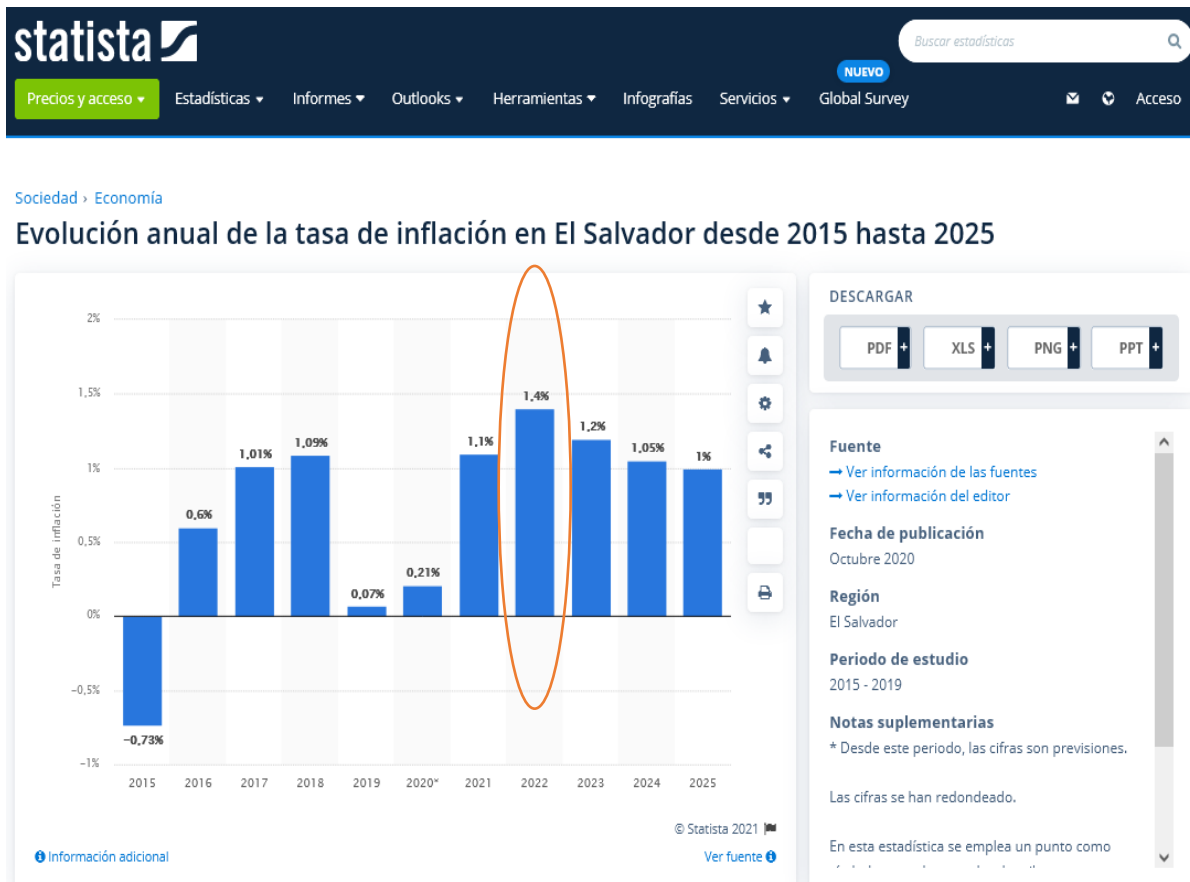 statista
Buscar estadísticas
NUEVO
Precios y acceso Estadísticas Informes Outlooks Herramientas Infografías Servicios Global Survey Acceso
Sociedad › Economía
Evolución anual de la tasa de inflación en El Salvador desde 2015 hasta 2025
Tasa de inflación
2%
1,5%
1%
0,5%
0%
−0,5%
−1%
−0,73%
0,6%
1,01%
1,09%
0,07%
0,21%
1,1%
1,4%
1,2%
1,05%
1%
2015 2016 2017 2018 2019 2020* 2021 2022 2023 2024 2025
© Statista 2021
Información adicional
Ver fuente
DESCARGAR
PDF + XLS + PNG + PPT +
Fuente
→ Ver información de las fuentes
→ Ver información del editor
Fecha de publicación
Octubre 2020
Región
El Salvador
Periodo de estudio
2015 - 2019
Notas suplementarias
* Desde este periodo, las cifras son previsiones.
Las cifras se han redondeado.
En esta estadística se emplea un punto como